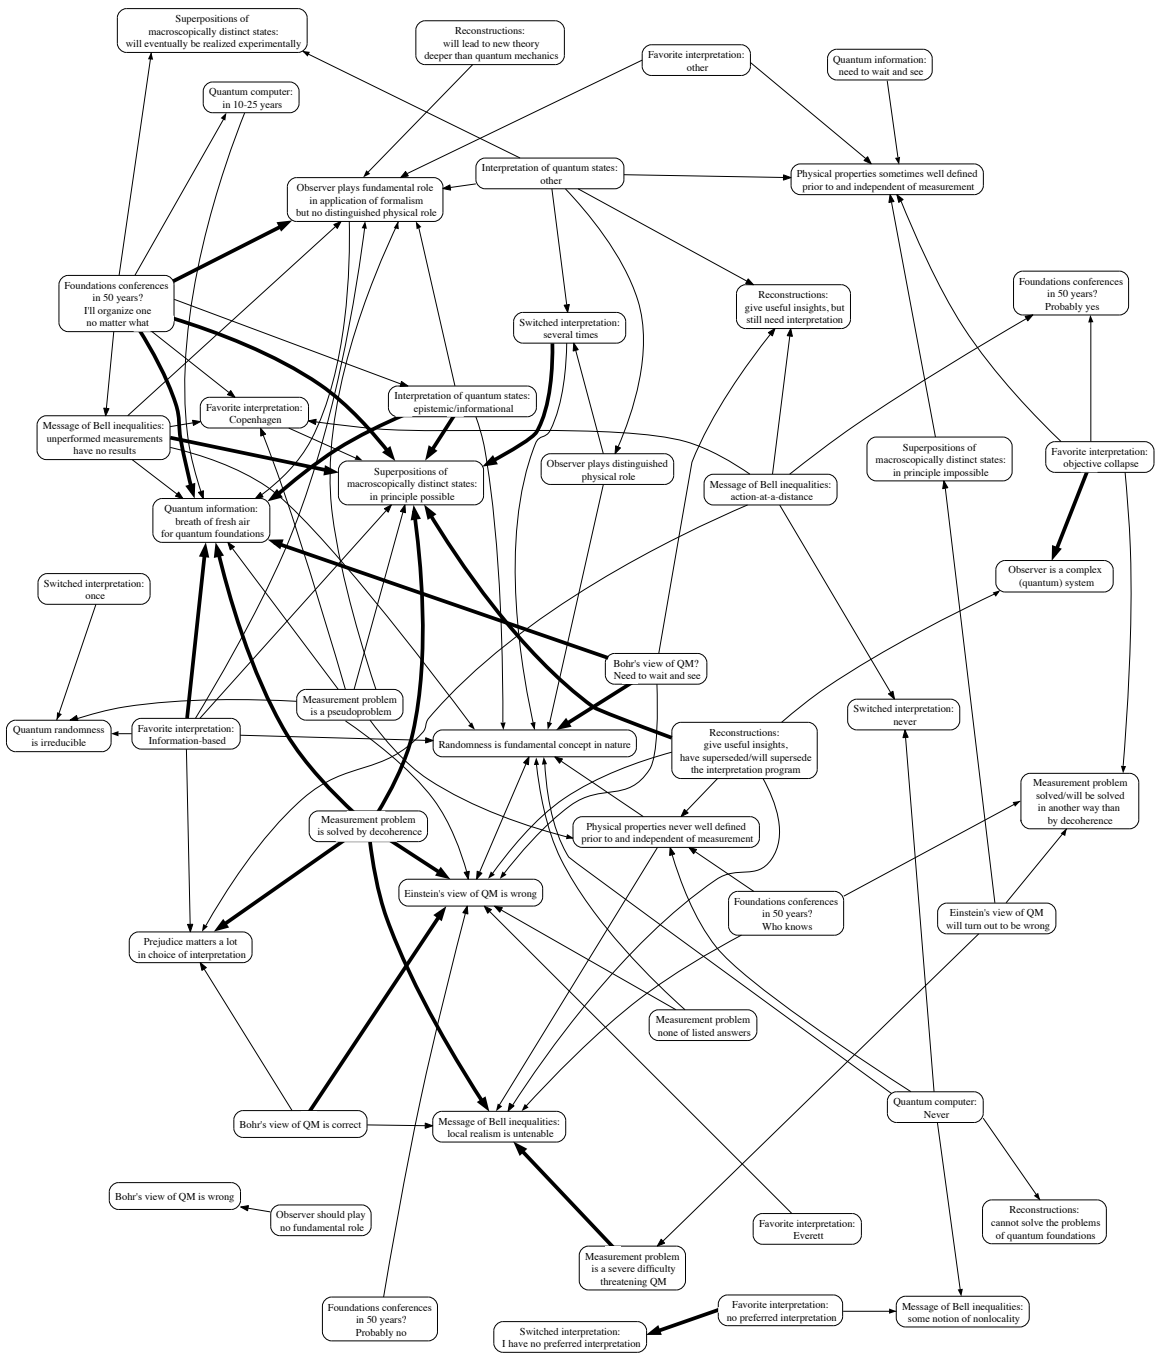 Superpositions of
macroscopically distinct states:
will eventually be realized experimentally
Reconstructions:
will lead to new theory
deeper than quantum mechanics
Favorite interpretation:
other
Quantum information:
need to wait and see
Quantum computer:
in 10-25 years
Observer plays fundamental role
in application of formalism
but no distinguished physical role
Interpretation of quantum states:
other
Physical properties sometimes well defined
prior to and independent of measurement
Foundations conferences
in 50 years?
I'll organize one
no matter what
Switched interpretation:
several times
Reconstructions:
give useful insights, but
still need interpretation
Foundations conferences
in 50 years?
Probably yes
Message of Bell inequalities:
unperformed measurements
have no results
Favorite interpretation:
Copenhagen
Interpretation of quantum states:
epistemic/informational
Superpositions of
macroscopically distinct states:
in principle possible
Observer plays distinguished
physical role
Message of Bell inequalities:
action-at-a-distance
Superpositions of
macroscopically distinct states:
in principle impossible
Favorite interpretation:
objective collapse
Quantum information:
breath of fresh air
for quantum foundations
Observer is a complex
(quantum) system
Switched interpretation:
once
Bohr's view of QM?
Need to wait and see
Measurement problem
is a pseudoproblem
Switched interpretation:
never
Quantum randomness
is irreducible
Favorite interpretation:
Information-based
Randomness is fundamental concept in nature
Reconstructions:
give useful insights,
have superseded/will supersede
the interpretation program
Measurement problem
solved/will be solved
in another way than
by decoherence
Measurement problem
is solved by decoherence
Physical properties never well defined
prior to and independent of measurement
Einstein's view of QM is wrong
Foundations conferences
in 50 years?
Who knows
Einstein's view of QM
will turn out to be wrong
Prejudice matters a lot
in choice of interpretation
Measurement problem
none of listed answers
Bohr's view of QM is correct
Message of Bell inequalities:
local realism is untenable
Quantum computer:
Never
Bohr's view of QM is wrong
Observer should play
no fundamental role
Favorite interpretation:
Everett
Reconstructions:
cannot solve the problems
of quantum foundations
Measurement problem
is a severe difficulty
threatening QM
Foundations conferences
in 50 years?
Probably no
Switched interpretation:
I have no preferred interpretation
Favorite interpretation:
no preferred interpretation
Message of Bell inequalities:
some notion of nonlocality